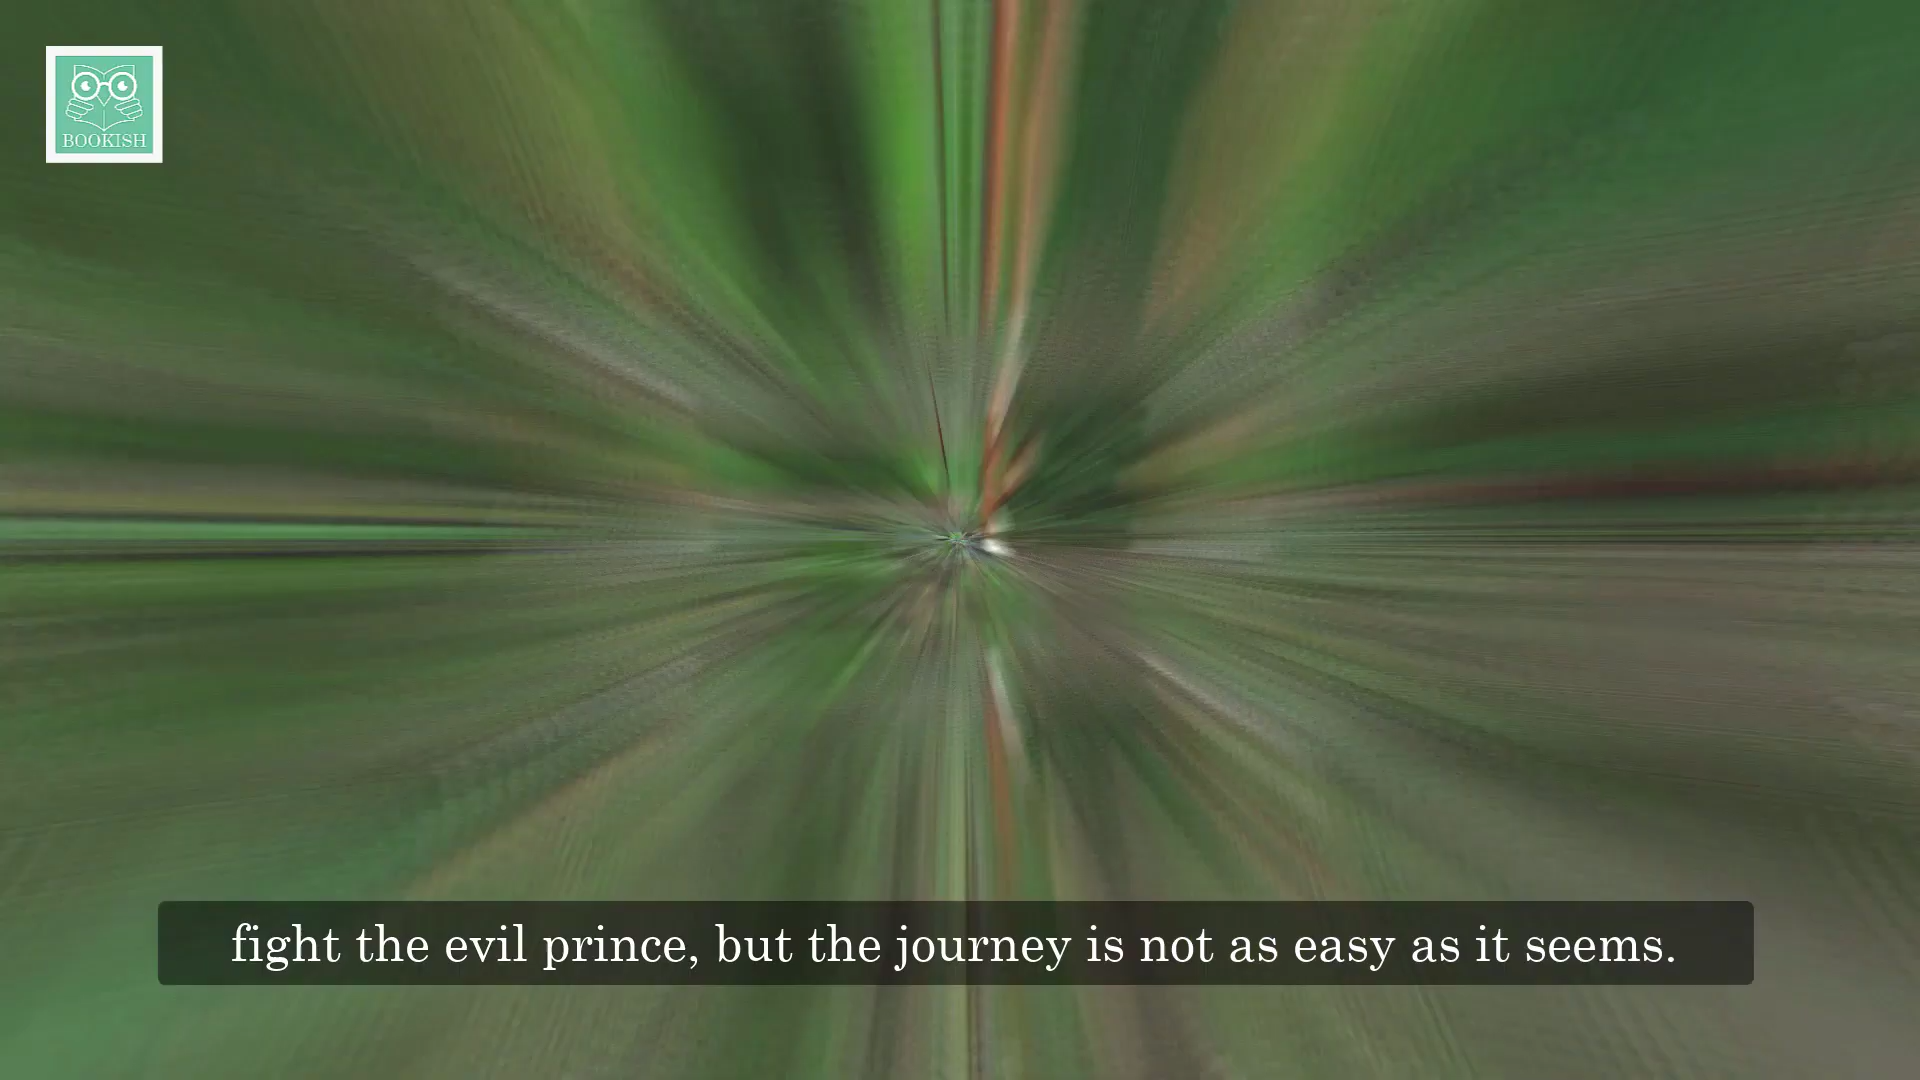 BOOKISH
fight the evil prince, but the journey is not as easy as it seems.